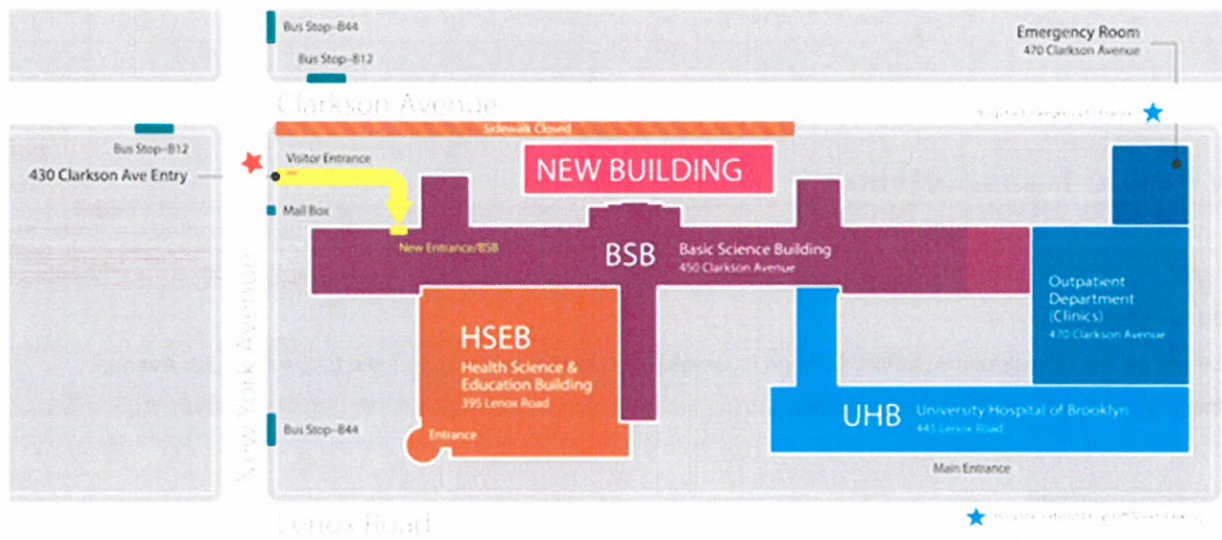 Bus Stop--B44
Bus Stop--B12
Emergency Room
470 Clarkson Avenue
Clarkson Avenue
Sidewalk Closed
Bus Stop--B12
430 Clarkson Ave Entry
Visitor Entrance
NEW BUILDING
Mail Box
New Entrance/BSB
BSB
Basic Science Building
450 Clarkson Avenue
Outpatient
Department
(Clinics)
470 Clarkson Avenue
New York Avenue
HSEB
Health Science &
Education Building
395 Lenox Road
Bus Stop--B44
Entrance
UHB
University Hospital of Brooklyn
445 Lenox Road
Main Entrance
Lenox Road